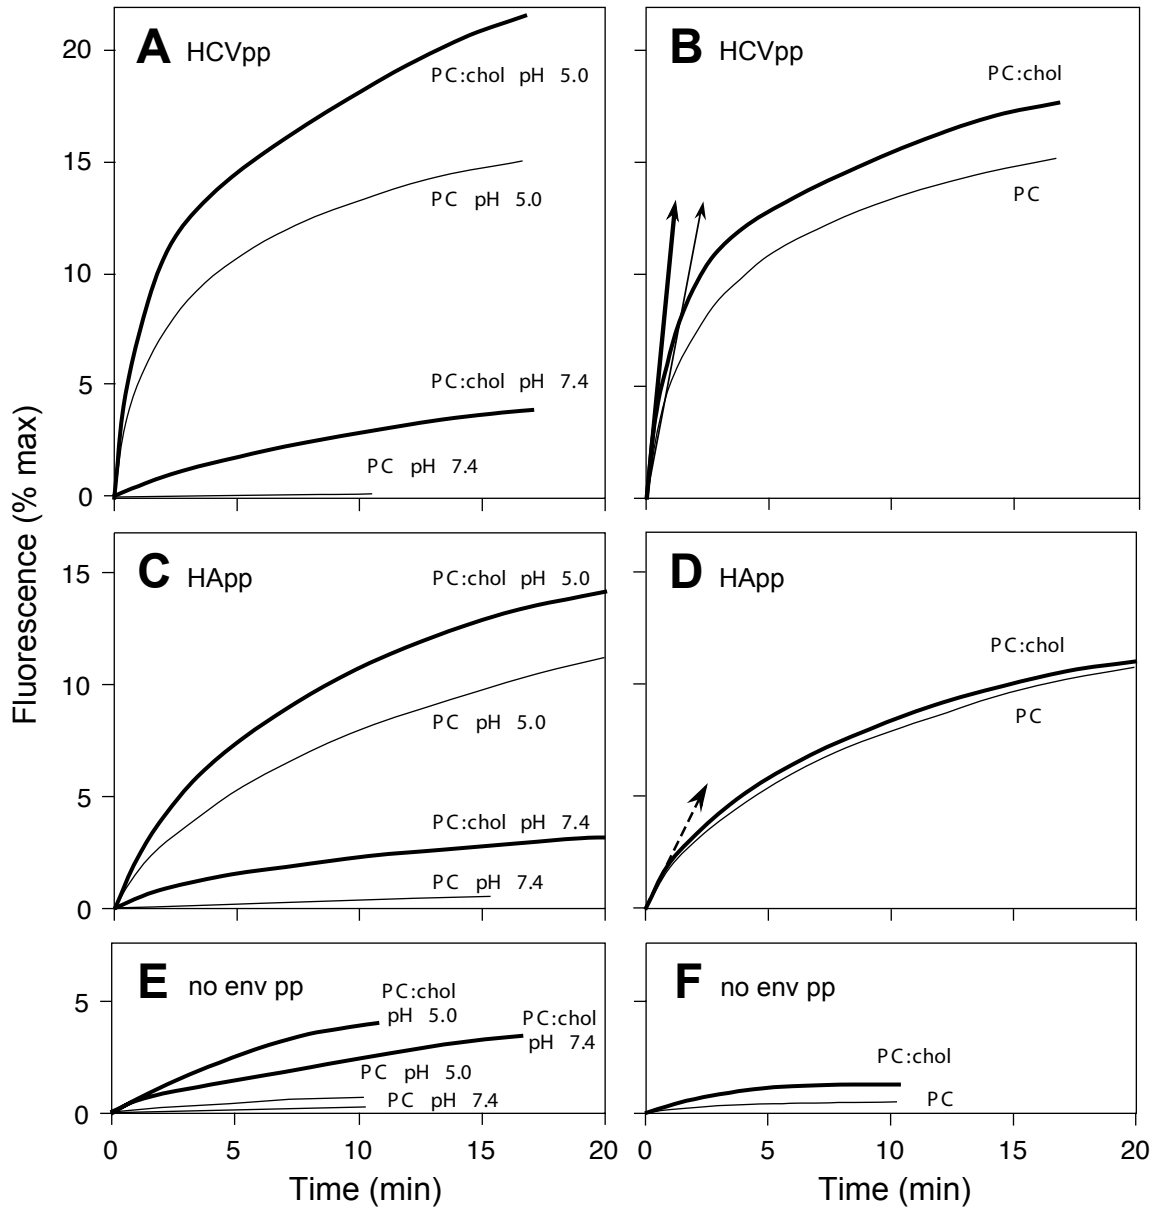 A HCVpp
20
15
10
5
0
PC:chol pH 5.0
PC pH 5.0
PC:chol pH 7.4
PC pH 7.4
B HCVpp
PC:chol
PC
Fluorescence (% max)
C HApp
15
10
5
0
PC:chol pH 5.0
PC pH 5.0
PC:chol pH 7.4
PC pH 7.4
D HApp
PC:chol
PC
E no env pp
5
0
PC:chol
pH 5.0
PC:chol
pH 7.4
PC pH 5.0
PC pH 7.4
0 5 10 15 20
Time (min)
F no env pp
PC:chol
PC
0 5 10 15 20
Time (min)